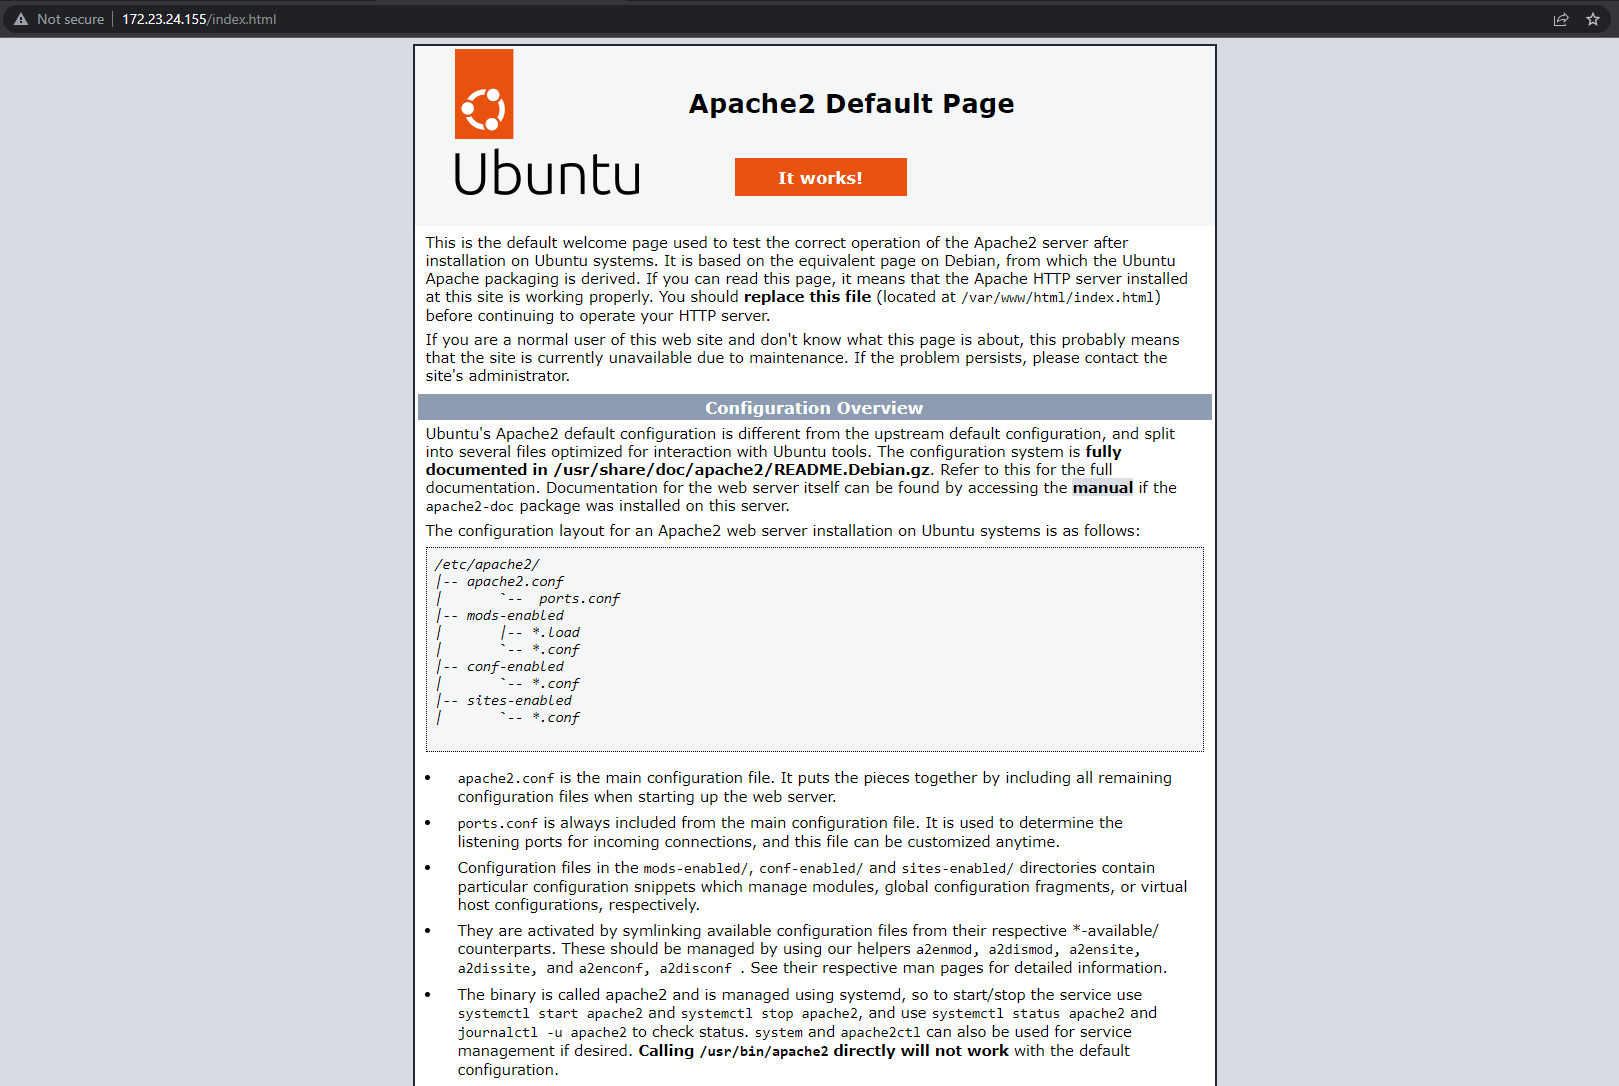 Not secure | 172.23.24.155/index.html
Apache2 Default Page
Ubuntu
It works!
This is the default welcome page used to test the correct operation of the Apache2 server after
installation on Ubuntu systems. It is based on the equivalent page on Debian, from which the Ubuntu
Apache packaging is derived. If you can read this page, it means that the Apache HTTP server installed
at this site is working properly. You should replace this file (located at /var/www/html/index.html)
before continuing to operate your HTTP server.
If you are a normal user of this web site and don't know what this page is about, this probably means
that the site is currently unavailable due to maintenance. If the problem persists, please contact the
site's administrator.
Configuration Overview
Ubuntu's Apache2 default configuration is different from the upstream default configuration, and split
into several files optimized for interaction with Ubuntu tools. The configuration system is fully
documented in /usr/share/doc/apache2/README.Debian.gz. Refer to this for the full
documentation. Documentation for the web server itself can be found by accessing the manual if the
apache2-doc package was installed on this server.
The configuration layout for an Apache2 web server installation on Ubuntu systems is as follows:
/etc/apache2/
|-- apache2.conf
|       `--  ports.conf
|-- mods-enabled
|       |-- *.load
|       `-- *.conf
|-- conf-enabled
|       `-- *.conf
|-- sites-enabled
|       `-- *.conf
• apache2.conf is the main configuration file. It puts the pieces together by including all remaining
configuration files when starting up the web server.
• ports.conf is always included from the main configuration file. It is used to determine the
listening ports for incoming connections, and this file can be customized anytime.
• Configuration files in the mods-enabled/, conf-enabled/ and sites-enabled/ directories contain
particular configuration snippets which manage modules, global configuration fragments, or virtual
host configurations, respectively.
• They are activated by symlinking available configuration files from their respective *-available/
counterparts. These should be managed by using our helpers a2enmod, a2dismod, a2ensite,
a2dissite, and a2enconf, a2disconf . See their respective man pages for detailed information.
• The binary is called apache2 and is managed using systemd, so to start/stop the service use
systemctl start apache2 and systemctl stop apache2, and use systemctl status apache2 and
journalctl -u apache2 to check status. system and apache2ctl can also be used for service
management if desired. Calling /usr/bin/apache2 directly will not work with the default
configuration.